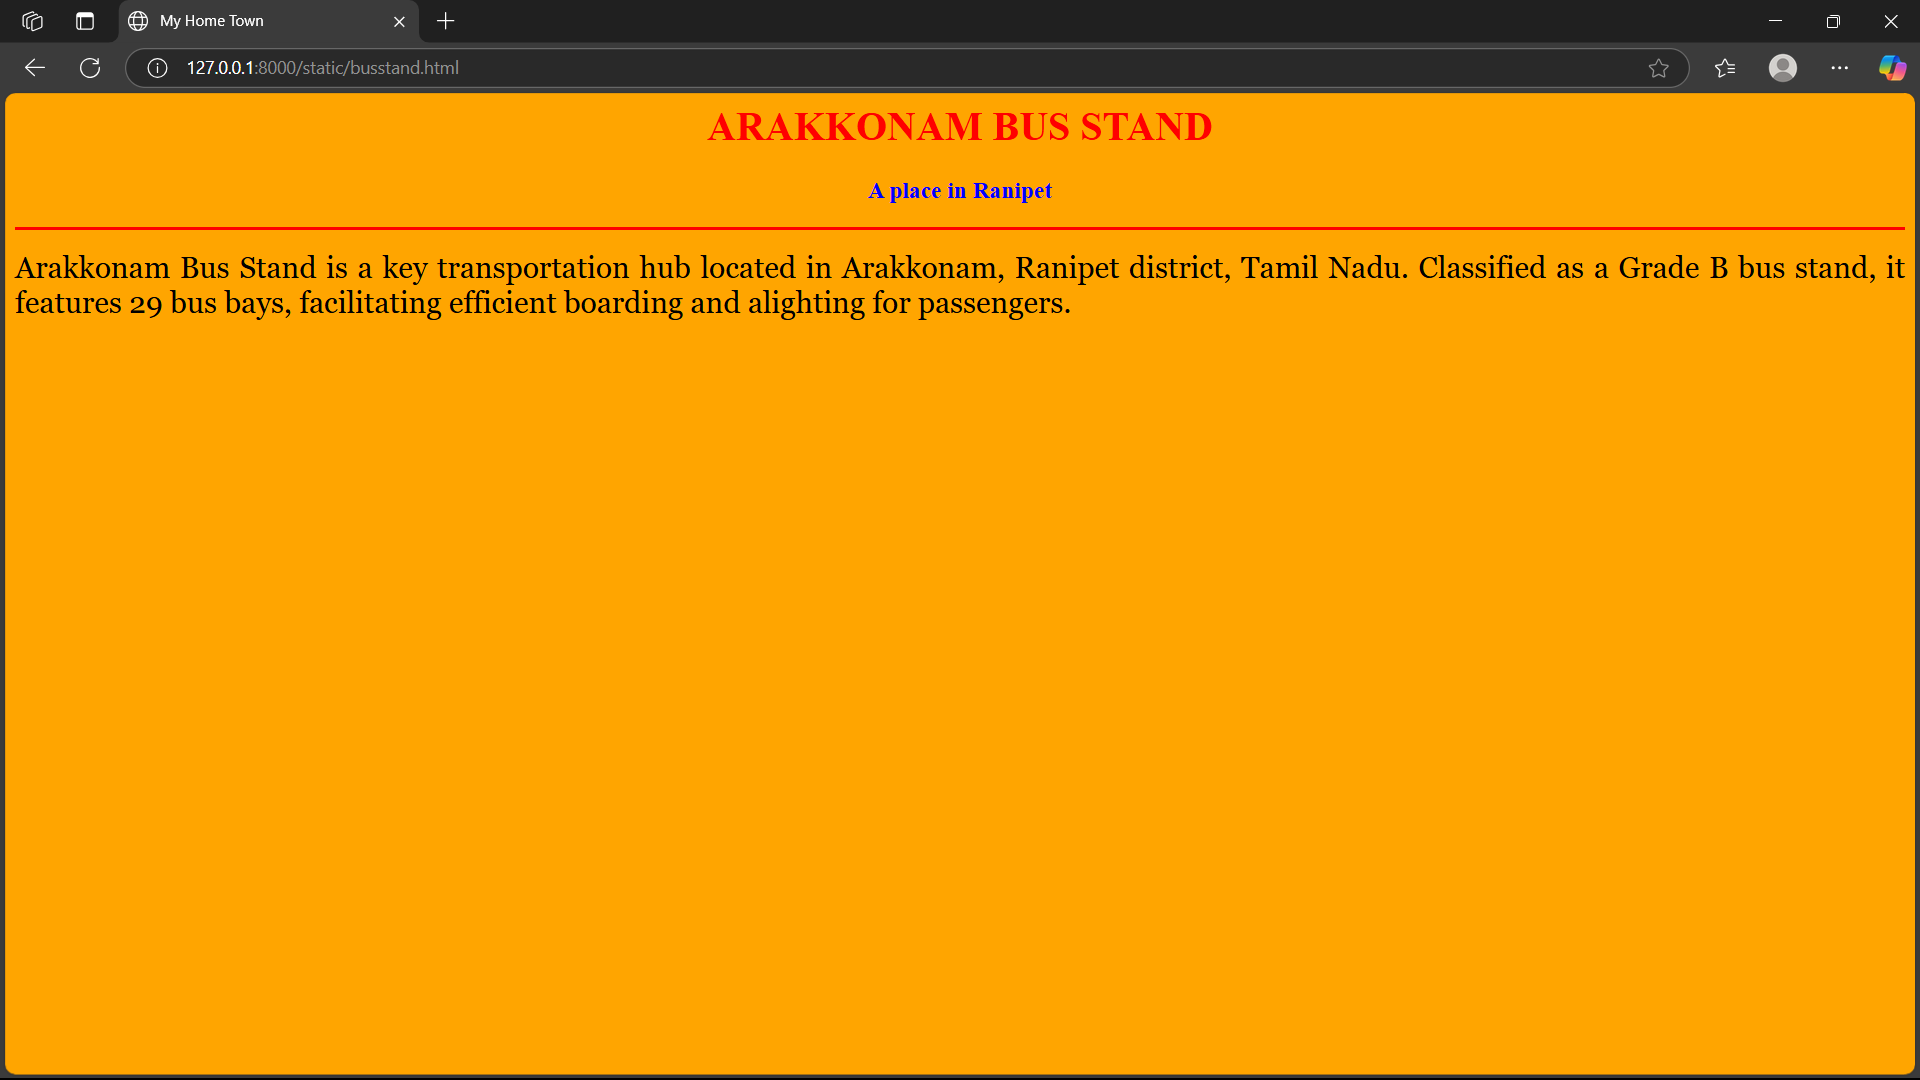 My Home Town
127.0.0.1:8000/static/busstand.html
ARAKKONAM BUS STAND
A place in Ranipet
Arakkonam Bus Stand is a key transportation hub located in Arakkonam, Ranipet district, Tamil Nadu. Classified as a Grade B bus stand, it
features 29 bus bays, facilitating efficient boarding and alighting for passengers.